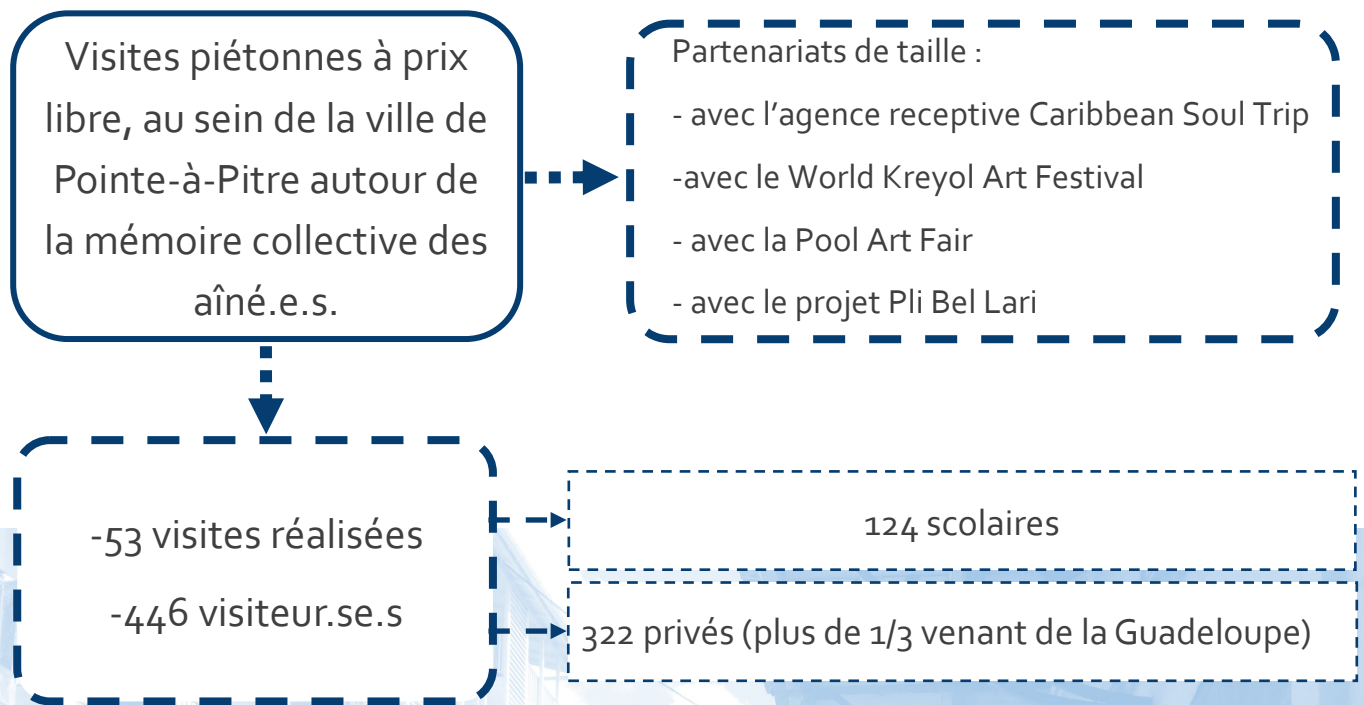 Visites piétonnes à prix
libre, au sein de la ville de
Pointe-à-Pitre autour de
la mémoire collective des
aîné.e.s.
Partenariats de taille :
- avec l'agence receptive Caribbean Soul Trip
-avec le World Kreyol Art Festival
- avec la Pool Art Fair
- avec le projet Pli Bel Lari
-53 visites réalisées
-446 visiteur.se.s
124 scolaires
322 privés (plus de 1/3 venant de la Guadeloupe)